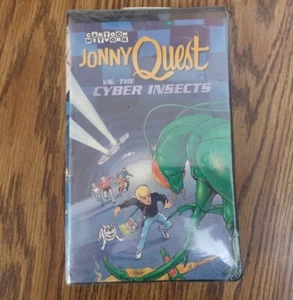 CARTOON
NETWORK
JONNY Quest
VS. THE
CYBER INSECTS